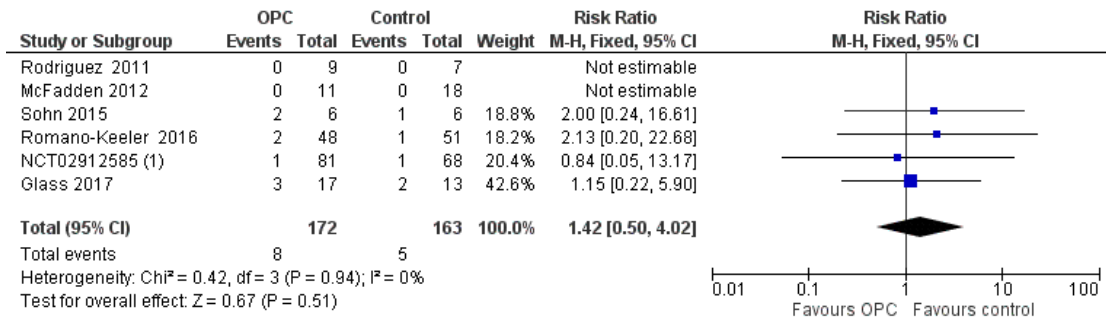 OPC Control Risk Ratio Risk Ratio
Study or Subgroup Events Total Events Total Weight M-H, Fixed, 95% CI M-H, Fixed, 95% CI
Rodriguez 2011 0 9 0 7 Not estimable
McFadden 2012 0 11 0 18 Not estimable
Sohn 2015 2 6 1 6 18.8% 2.00 [0.24, 16.61]
Romano-Keeler 2016 2 48 1 51 18.2% 2.13 [0.20, 22.68]
NCT02912585 (1) 1 81 1 68 20.4% 0.84 [0.05, 13.17]
Glass 2017 3 17 2 13 42.6% 1.15 [0.22, 5.90]
Total (95% CI) 172 163 100.0% 1.42 [0.50, 4.02]
Total events 8 5
Heterogeneity: Chi² = 0.42, df = 3 (P = 0.94); I² = 0%
Test for overall effect: Z = 0.67 (P = 0.51)
0.01 0.1 1 10 100
Favours OPC Favours control